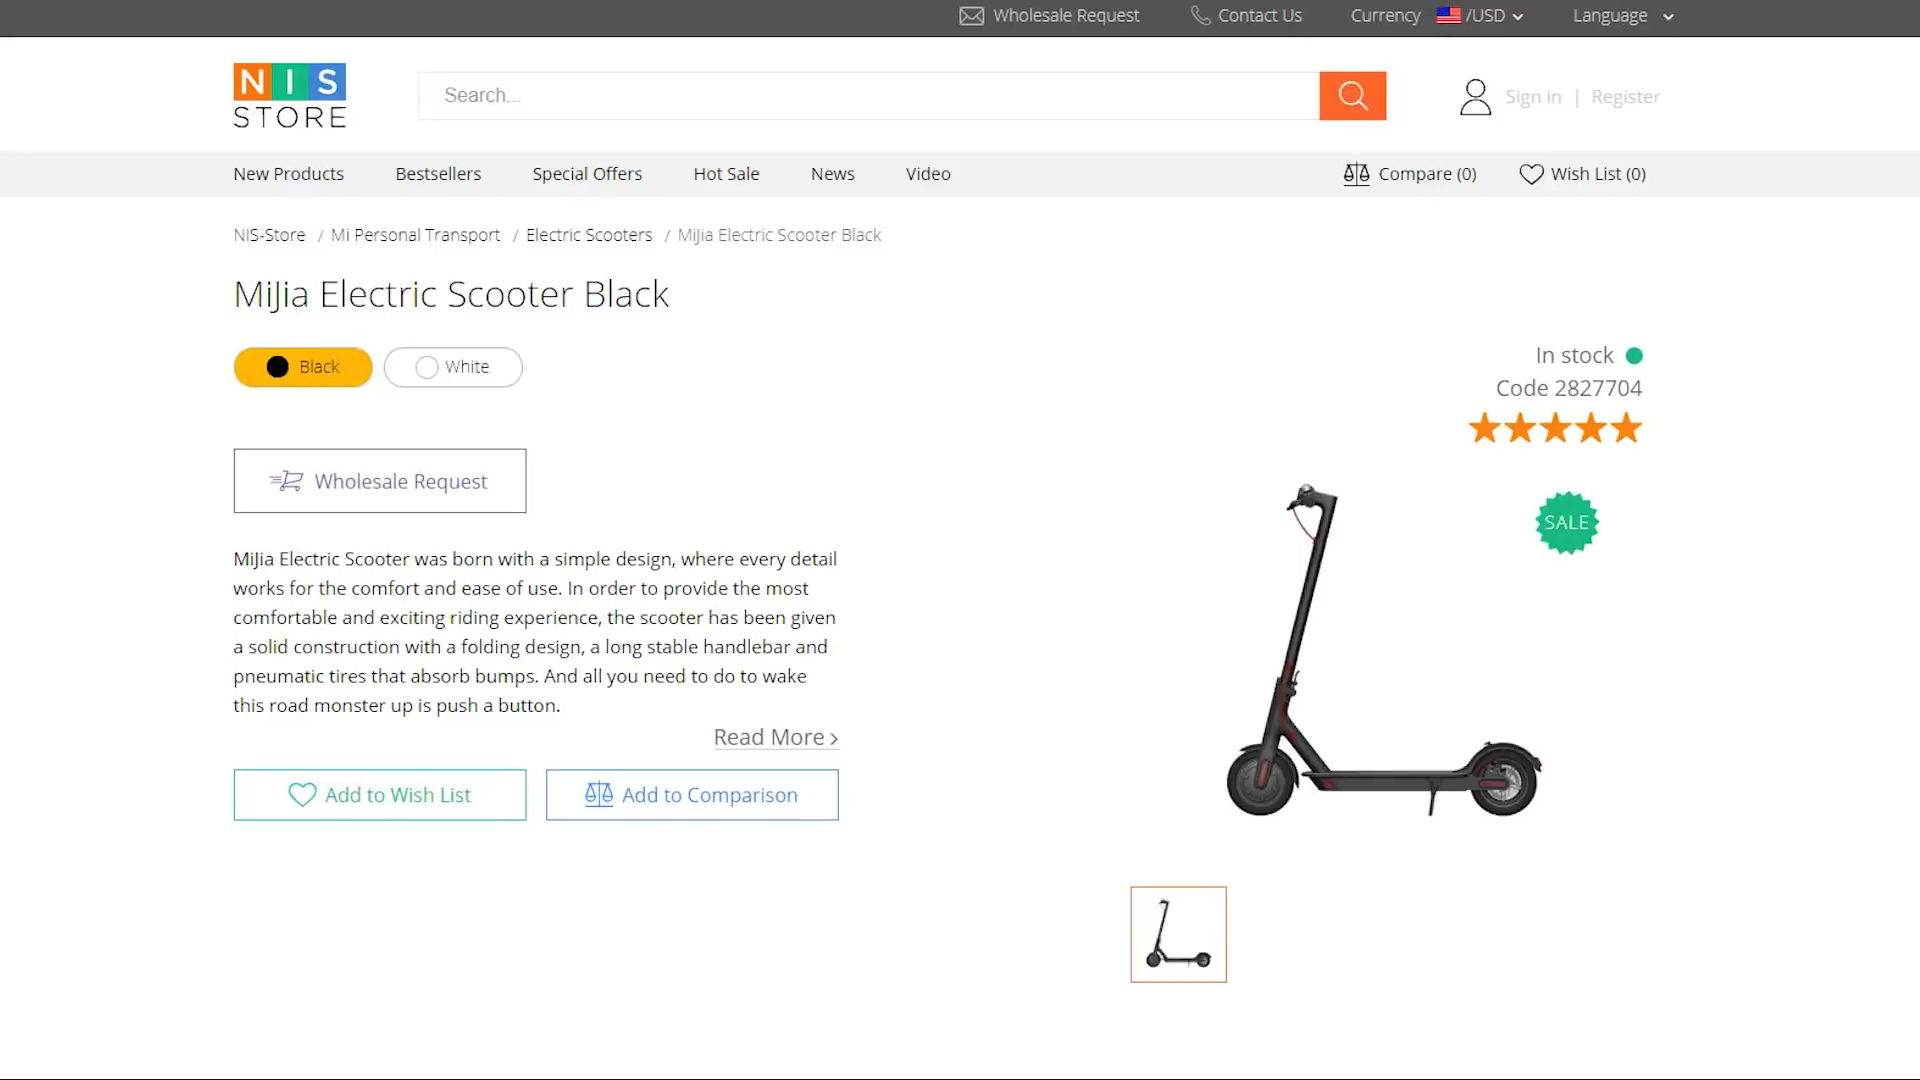 Wholesale Request
Contact Us
Currency /USD
Language
NIS
STORE
Search...
Sign in | Register
New Products
Bestsellers
Special Offers
Hot Sale
News
Video
Compare (0)
Wish List (0)
NIS-Store / Mi Personal Transport / Electric Scooters / MiJia Electric Scooter Black
MiJia Electric Scooter Black
Black
White
In stock
Code 2827704
Wholesale Request
SALE
MiJia Electric Scooter was born with a simple design, where every detail
works for the comfort and ease of use. In order to provide the most
comfortable and exciting riding experience, the scooter has been given
a solid construction with a folding design, a long stable handlebar and
pneumatic tires that absorb bumps. And all you need to do to wake
this road monster up is push a button.
Read More ›
Add to Wish List
Add to Comparison